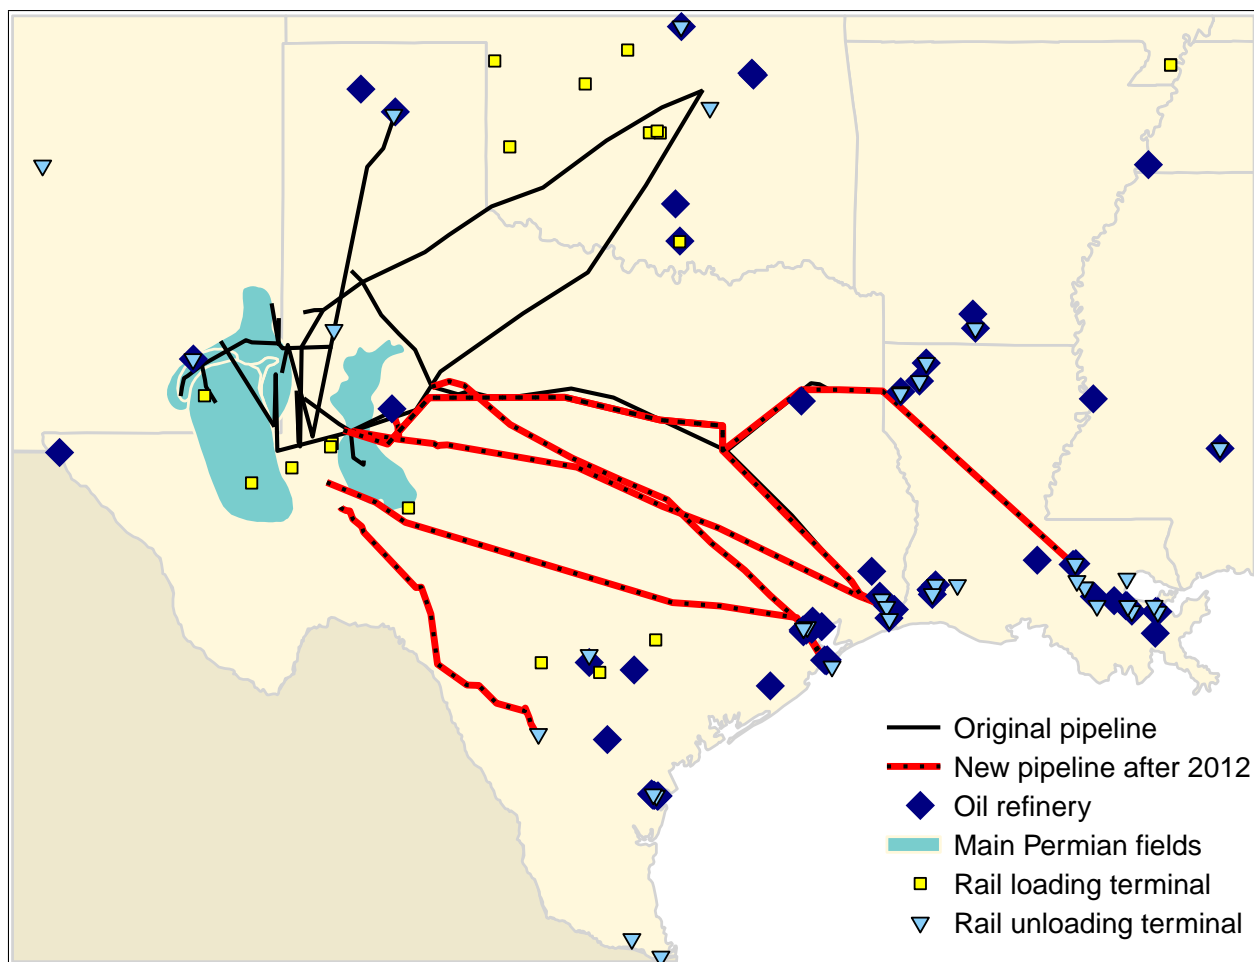 Original pipeline
New pipeline after 2012
Oil refinery
Main Permian fields
Rail loading terminal
Rail unloading terminal